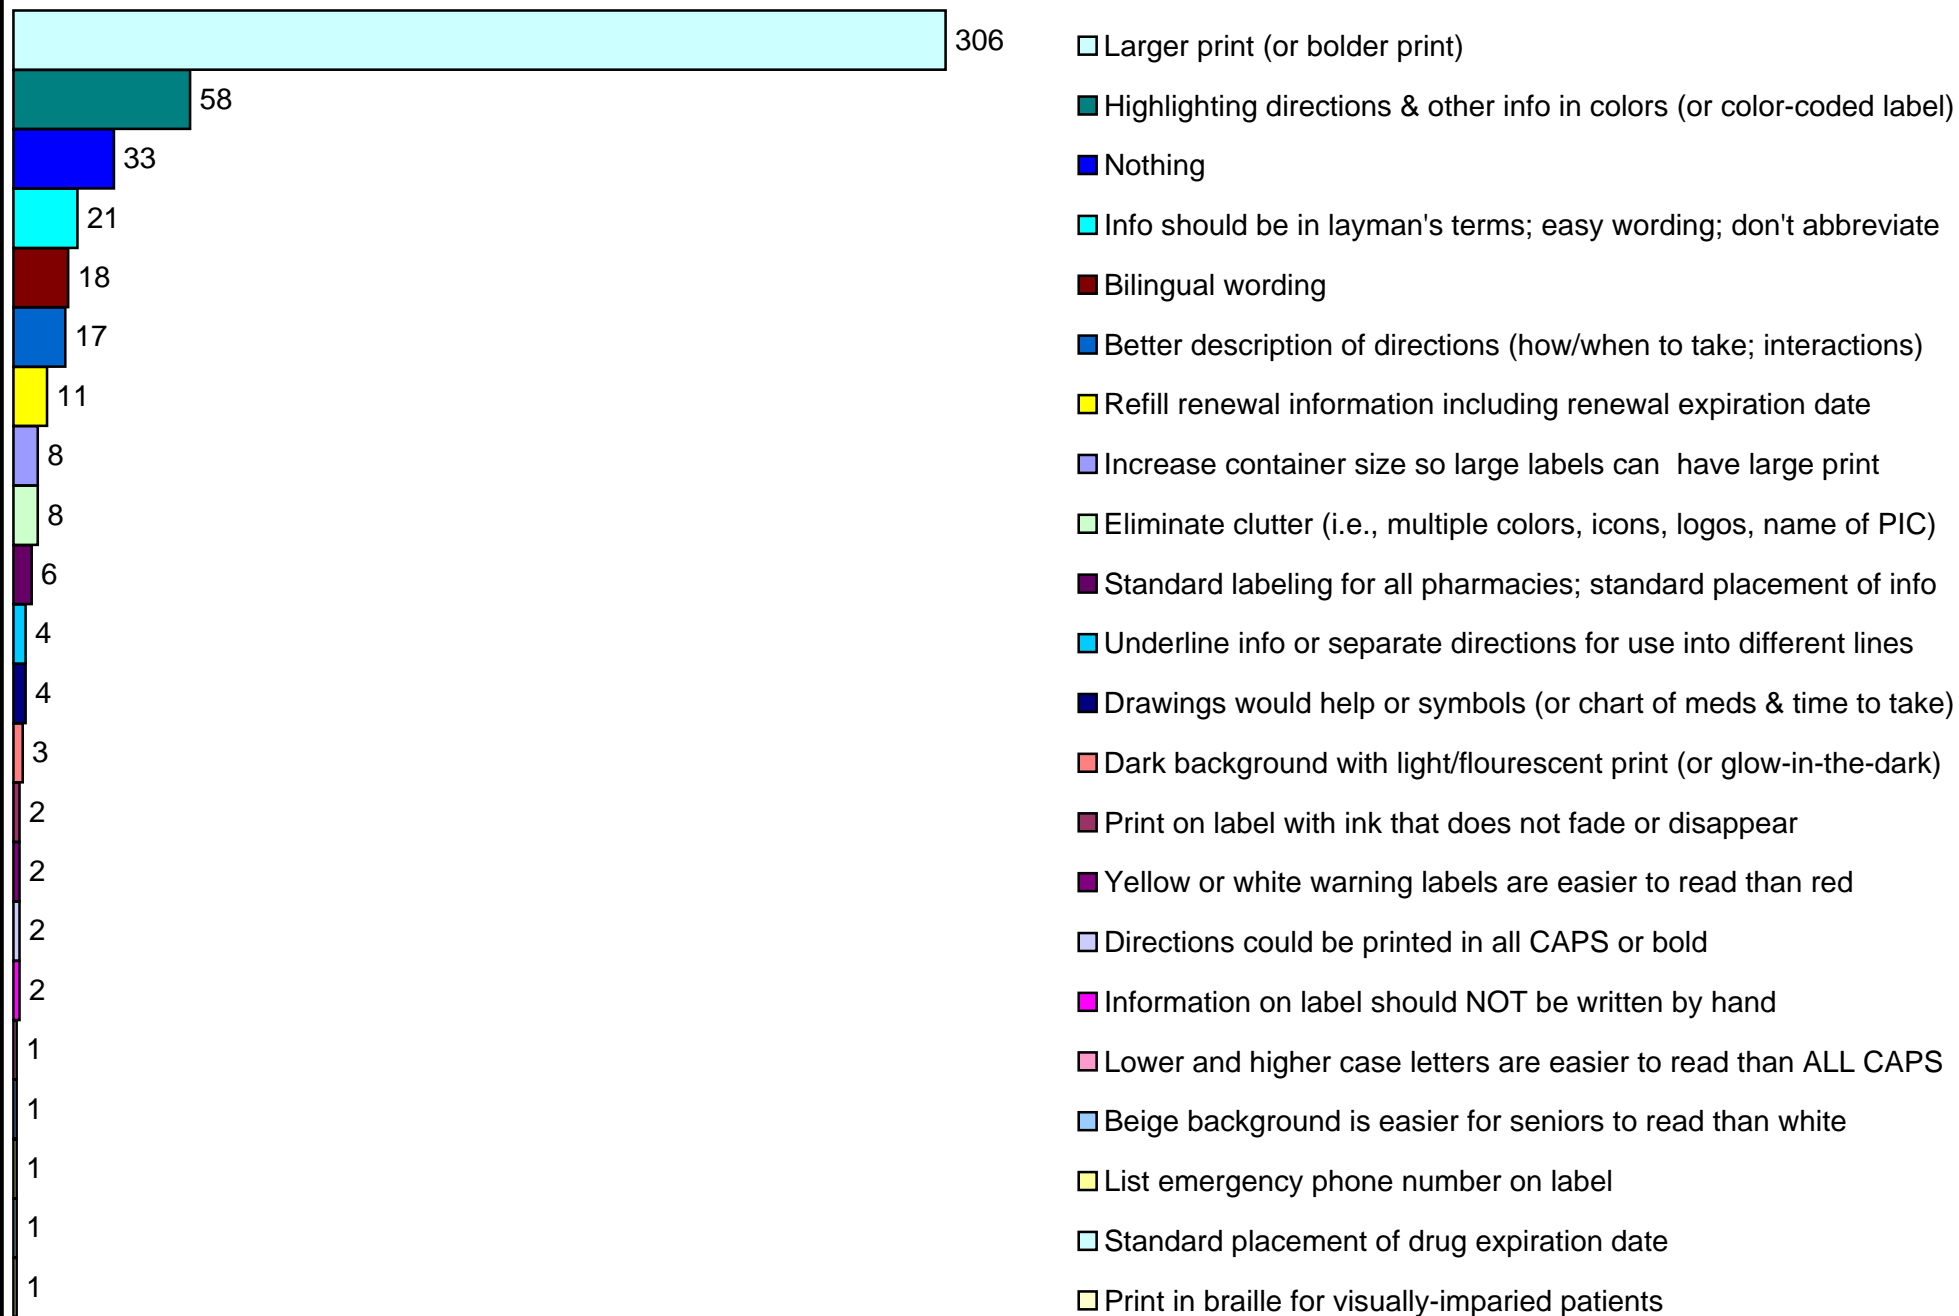 306
58
33
21
18
17
11
8
8
6
4
4
3
2
2
2
2
1
1
1
1
1
Larger print (or bolder print)
Highlighting directions & other info in colors (or color-coded label)
Nothing
Info should be in layman's terms; easy wording; don't abbreviate
Bilingual wording
Better description of directions (how/when to take; interactions)
Refill renewal information including renewal expiration date
Increase container size so large labels can  have large print
Eliminate clutter (i.e., multiple colors, icons, logos, name of PIC)
Standard labeling for all pharmacies; standard placement of info
Underline info or separate directions for use into different lines
Drawings would help or symbols (or chart of meds & time to take)
Dark background with light/flourescent print (or glow-in-the-dark)
Print on label with ink that does not fade or disappear
Yellow or white warning labels are easier to read than red
Directions could be printed in all CAPS or bold
Information on label should NOT be written by hand
Lower and higher case letters are easier to read than ALL CAPS
Beige background is easier for seniors to read than white
List emergency phone number on label
Standard placement of drug expiration date
Print in braille for visually-imparied patients